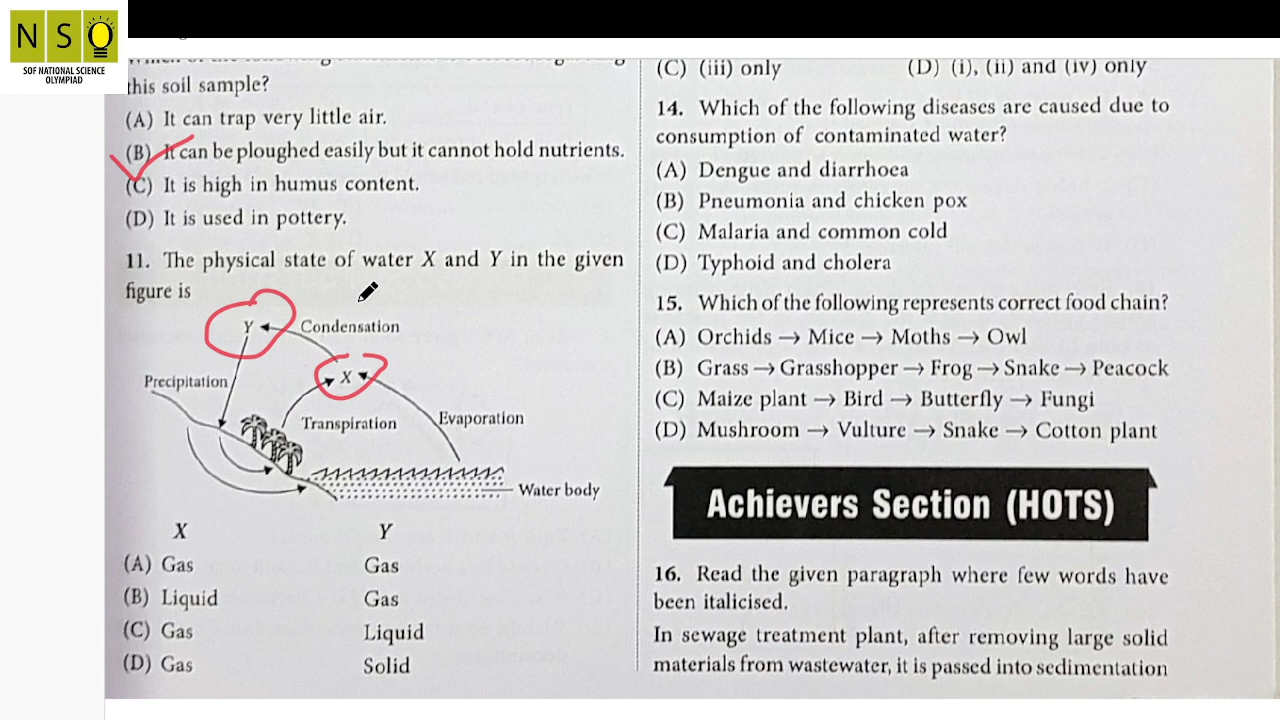 NSO
SOF NATIONAL SCIENCE
OLYMPIAD
this soil sample?
(A) It can trap very little air.
(B) It can be ploughed easily but it cannot hold nutrients.
(C) It is high in humus content.
(D) It is used in pottery.
11. The physical state of water X and Y in the given
figure is
Y
Condensation
X
Precipitation
Transpiration
Evaporation
Water body
X Y
(A) Gas Gas
(B) Liquid Gas
(C) Gas Liquid
(D) Gas Solid
(C) (iii) only (D) (i), (ii) and (iv) only
14. Which of the following diseases are caused due to
consumption of contaminated water?
(A) Dengue and diarrhoea
(B) Pneumonia and chicken pox
(C) Malaria and common cold
(D) Typhoid and cholera
15. Which of the following represents correct food chain?
(A) Orchids → Mice → Moths → Owl
(B) Grass → Grasshopper → Frog → Snake → Peacock
(C) Maize plant → Bird → Butterfly → Fungi
(D) Mushroom → Vulture → Snake → Cotton plant
Achievers Section (HOTS)
16. Read the given paragraph where few words have
been italicised.
In sewage treatment plant, after removing large solid
materials from wastewater, it is passed into sedimentation